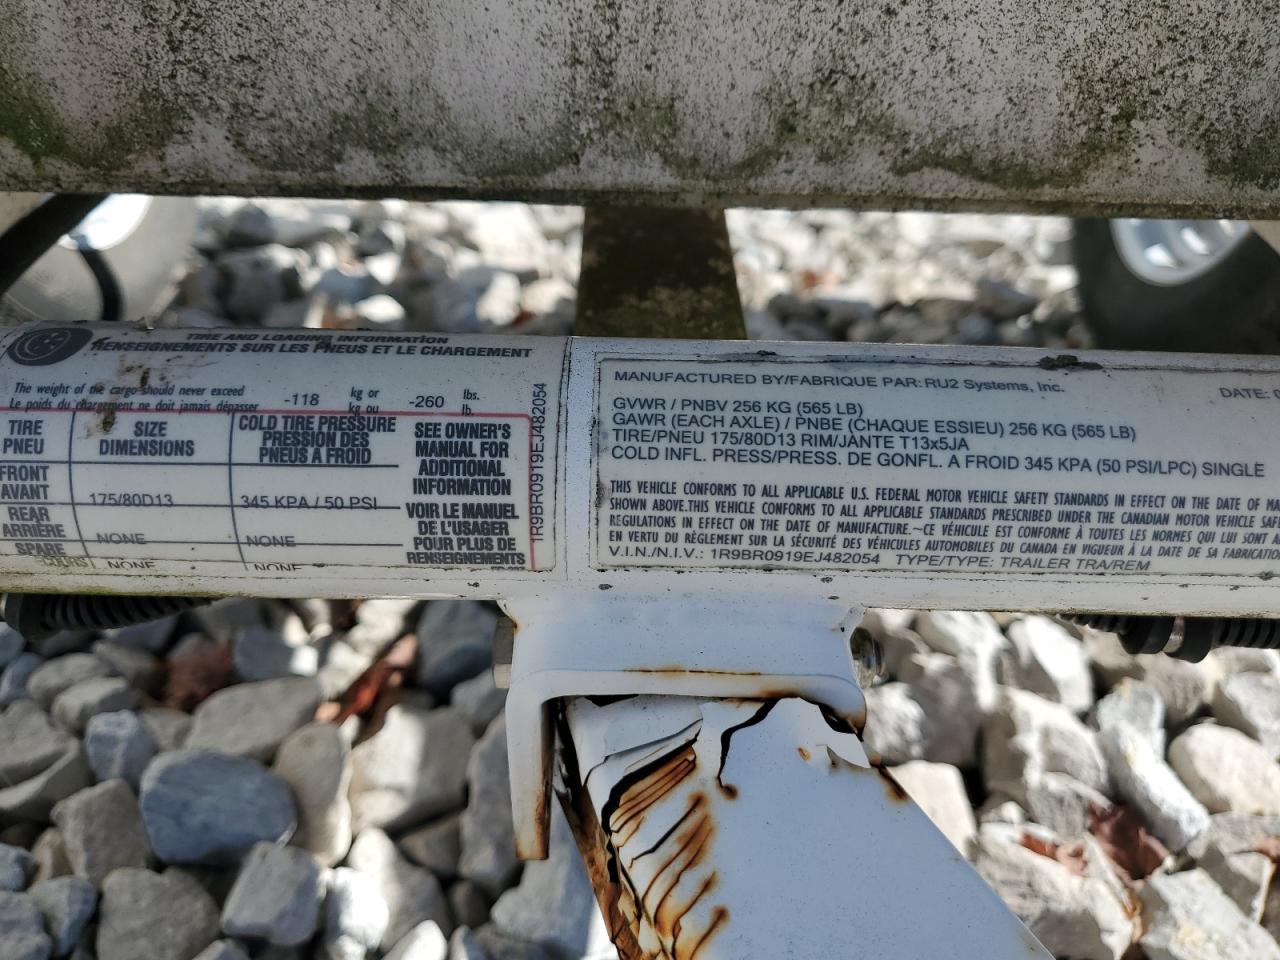 TIRE AND LOADING INFORMATION
RENSEIGNEMENTS SUR LES PNEUS ET LE CHARGEMENT
The weight of the cargo should never exceed -118 kg or -260 lbs.
Le poids du chargement ne doit jamais dépasser kg ou lb.
TIRE
PNEU
SIZE
DIMENSIONS
COLD TIRE PRESSURE
PRESSION DES
PNEUS A FROID
FRONT
AVANT
175/80D13
345 KPA / 50 PSI
REAR
ARRIÈRE
NONE
NONE
SPARE
NONE
NONE
SEE OWNER'S
MANUAL FOR
ADDITIONAL
INFORMATION
VOIR LE MANUEL
DE L'USAGER
POUR PLUS DE
RENSEIGNEMENTS
1R9BR0919EJ482054
MANUFACTURED BY/FABRIQUE PAR: RU2 Systems, Inc.
DATE:
GVWR / PNBV 256 KG (565 LB)
GAWR (EACH AXLE) / PNBE (CHAQUE ESSIEU) 256 KG (565 LB)
TIRE/PNEU 175/80D13 RIM/JANTE T13x5JA
COLD INFL. PRESS/PRESS. DE GONFL. A FROID 345 KPA (50 PSI/LPC) SINGLE
THIS VEHICLE CONFORMS TO ALL APPLICABLE U.S. FEDERAL MOTOR VEHICLE SAFETY STANDARDS IN EFFECT ON THE DATE OF
SHOWN ABOVE.THIS VEHICLE CONFORMS TO ALL APPLICABLE STANDARDS PRESCRIBED UNDER THE CANADIAN MOTOR VEHICLE
REGULATIONS IN EFFECT ON THE DATE OF MANUFACTURE.~CE VÉHICULE EST CONFORME À TOUTES LES NORMES QUI LUI SONT
EN VERTU DU RÈGLEMENT SUR LA SÉCURITÉ DES VÉHICULES AUTOMOBILES DU CANADA EN VIGUEUR À LA DATE DE SA
V.I.N./N.I.V.: 1R9BR0919EJ482054 TYPE/TYPE: TRAILER TRA/REM